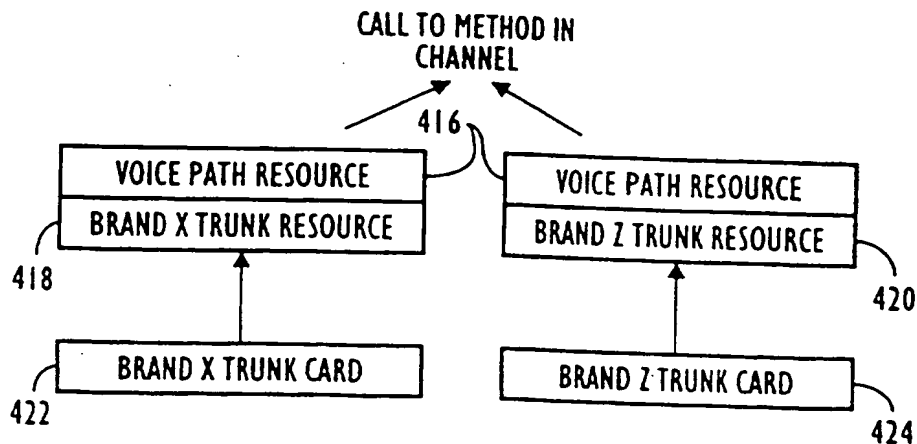 CALL TO METHOD IN
CHANNEL
416
VOICE PATH RESOURCE
BRAND X TRUNK RESOURCE
418
VOICE PATH RESOURCE
BRAND Z TRUNK RESOURCE
420
BRAND X TRUNK CARD
422
BRAND Z TRUNK CARD
424